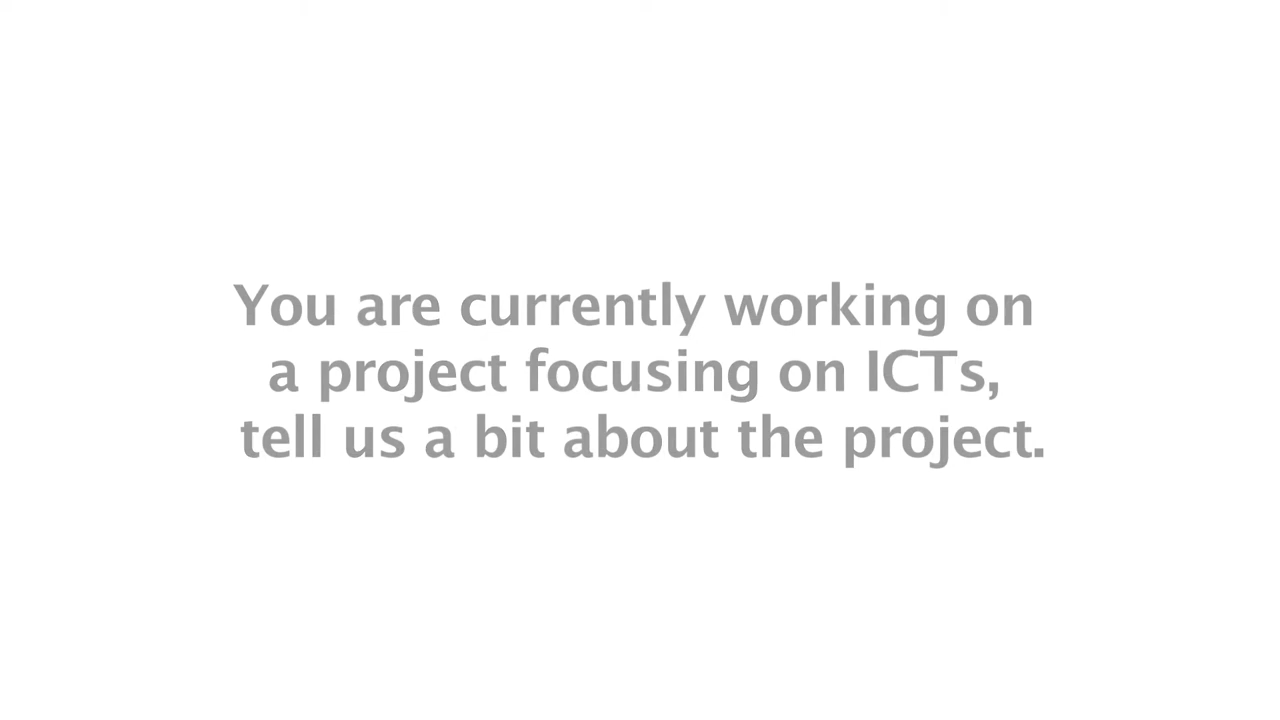 You are currently working on
a project focusing on ICTs,
tell us a bit about the project.